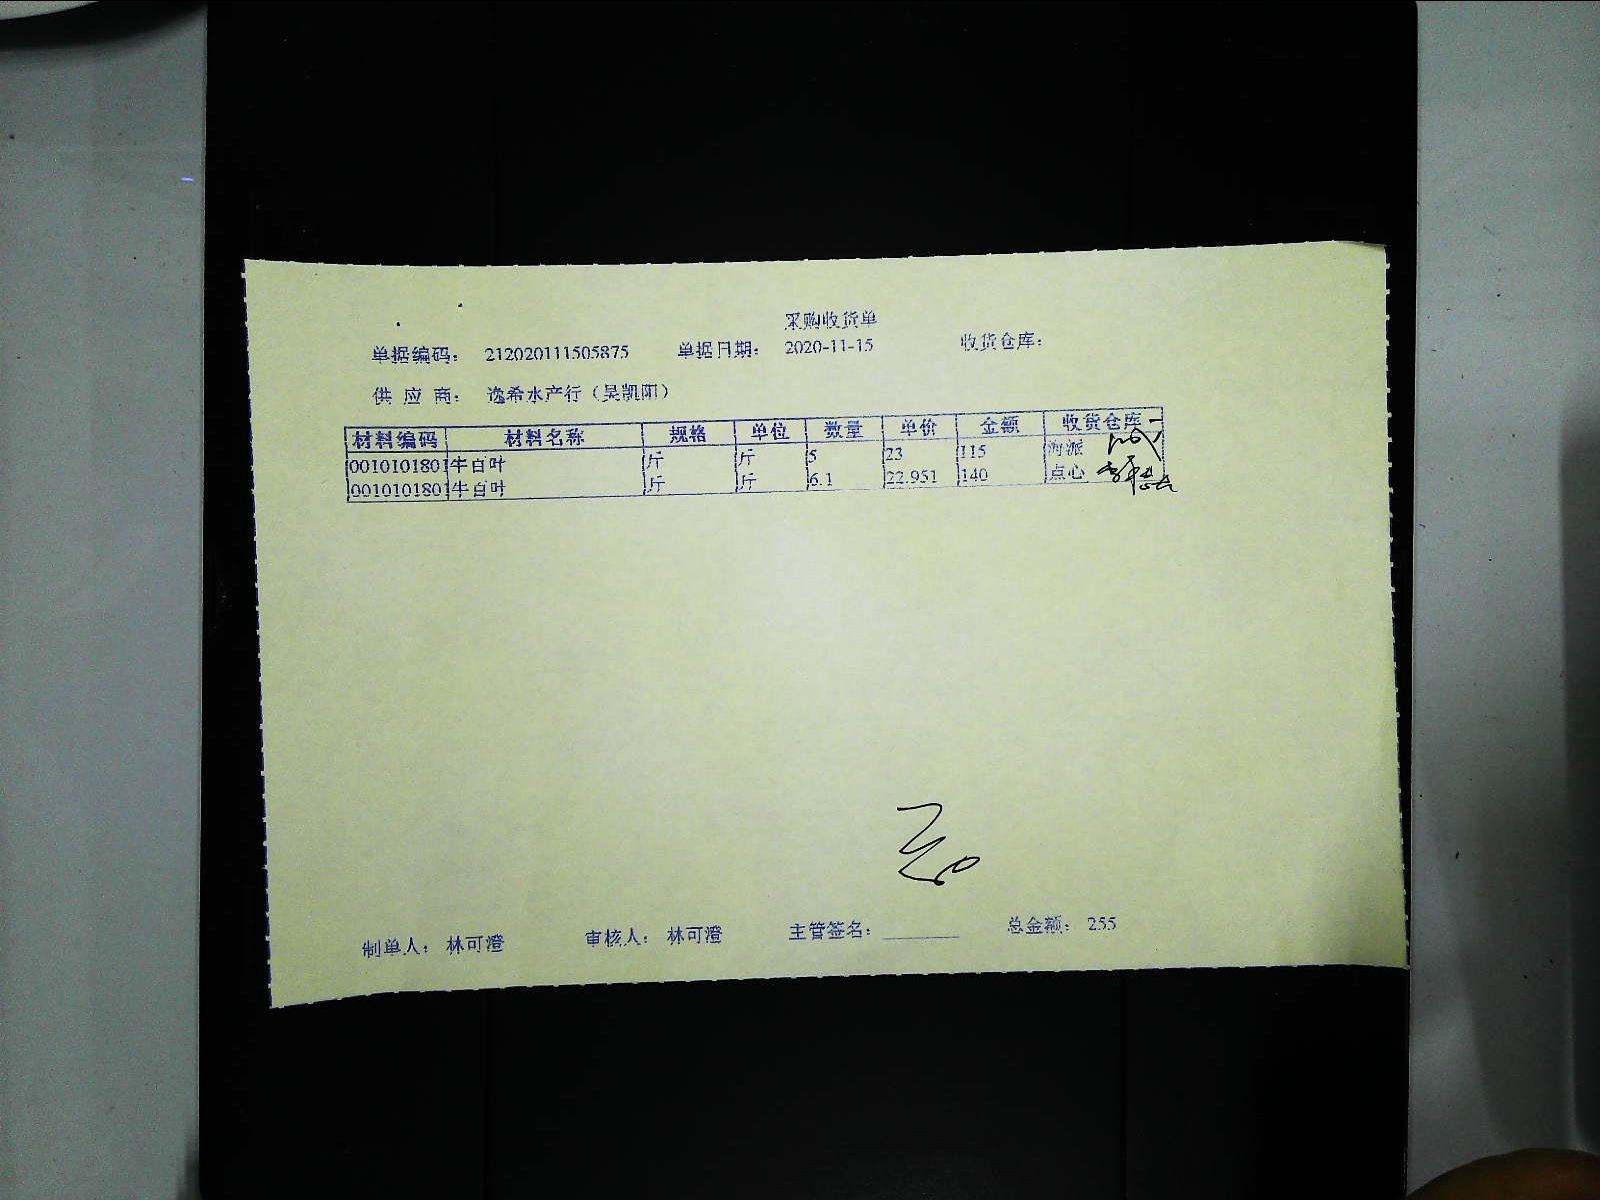 采购收货单
单据编码： 212020111505875 单据日期： 2020-11-15 收货仓库：
供 应 商： 逸希水产行（吴凯阳）
材料编码 材料名称 规格 单位 数量 单价 金额 收货仓库
0010101801 牛百叶 斤 斤 5 23 115 海派
0010101801 牛百叶 斤 斤 6.1 22.951 140 点心
制单人： 林可澄 审核人： 林可澄 主管签名： ________ 总金额： 255